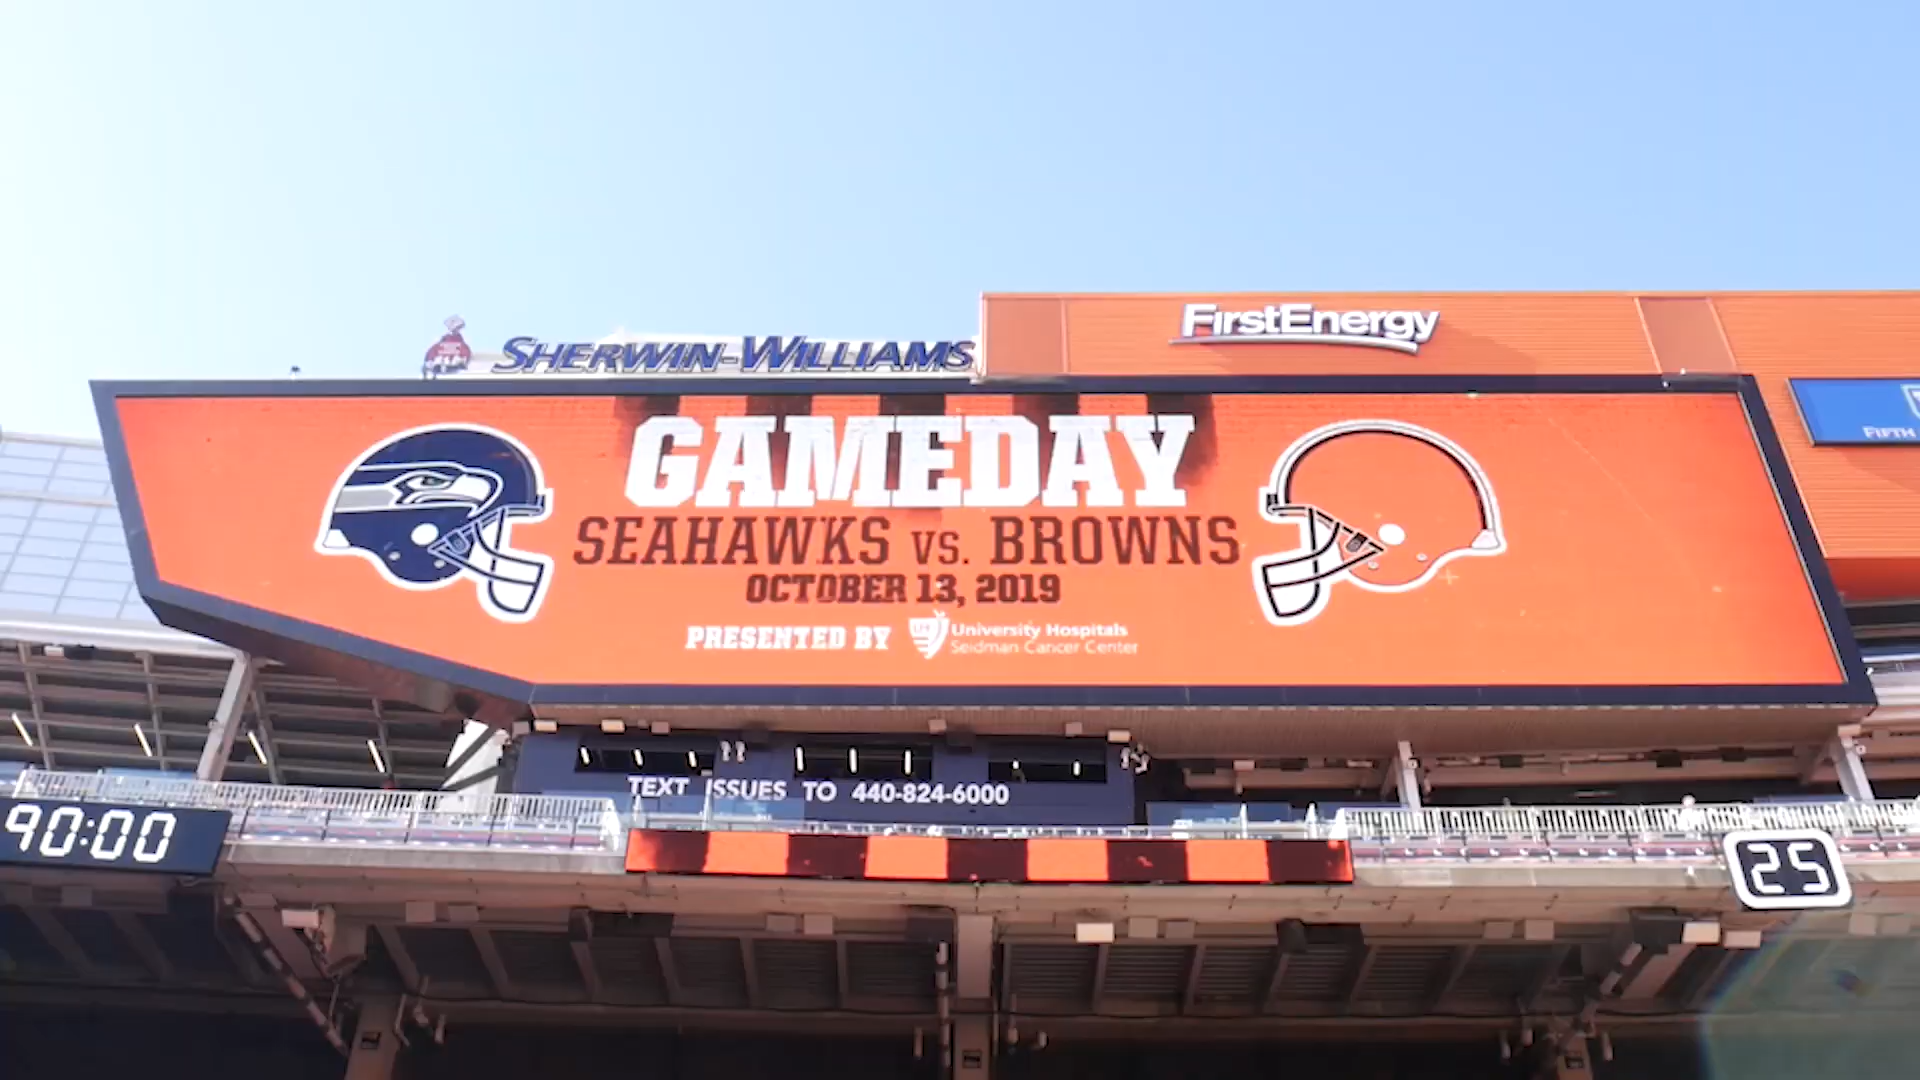 FirstEnergy
SHERWIN-WILLIAMS
GAMEDAY
FIFTH
SEAHAWKS VS. BROWNS
OCTOBER 13, 2019
PRESENTED BY
University Hospitals
Seidman Cancer Center
TEXT ISSUES TO 440-824-6000
90:00
25